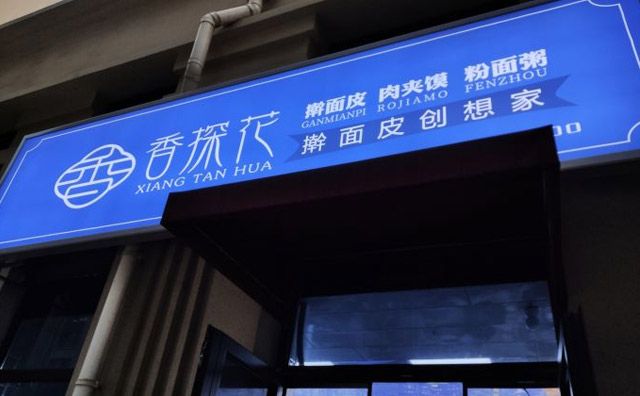 香探花
XIANG TAN HUA
擀面皮 肉夹馍 粉面粥
GANMIANPI ROJIAMO FENZHOU
擀面皮创想家